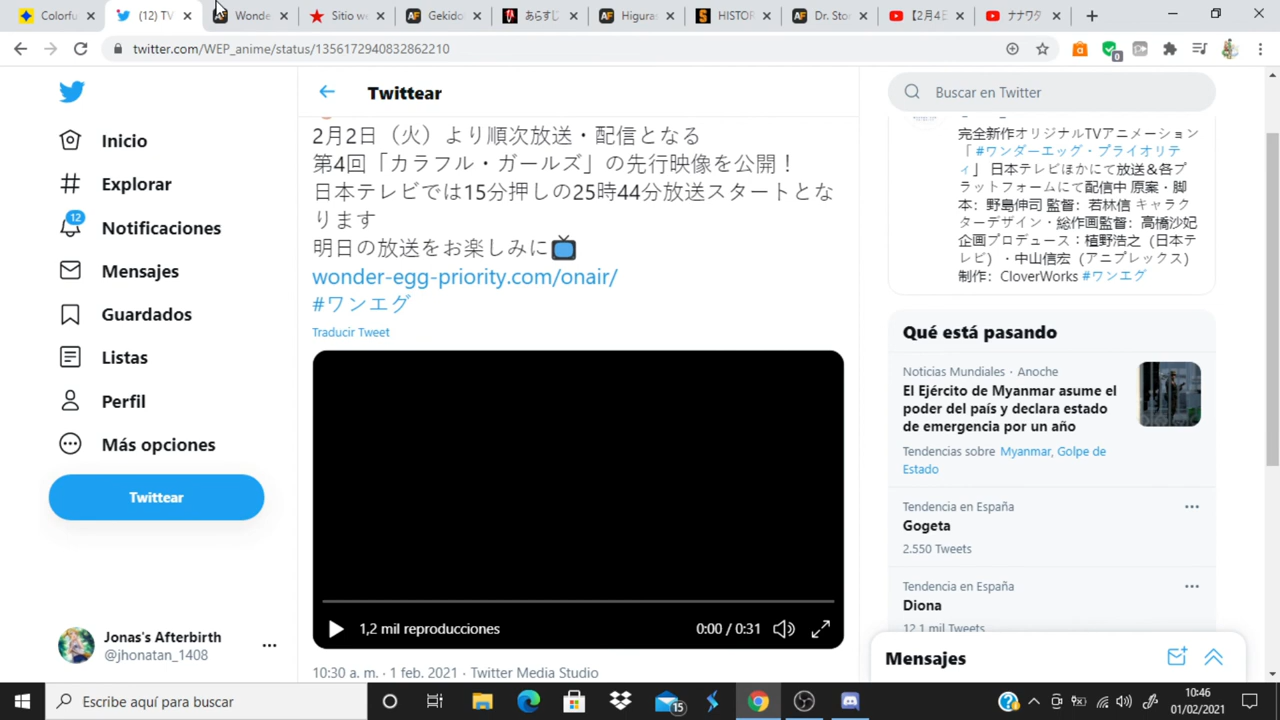 Colorfu
(12) TV
Wonde
Sitio we
Gekido
あらすじ
Higuras
HISTOR
Dr. Sto
【2月4日
ナナワダ
twitter.com/WEP_anime/status/1356172940832862210
Inicio
Explorar
12
Notificaciones
Mensajes
Guardados
Listas
Perfil
Más opciones
Twittear
Jonas's Afterbirth
@jhonatan_1408
Twittear
2月2日（火）より順次放送・配信となる
第4回「カラフル・ガールズ」の先行映像を公開！
日本テレビでは15分押しの25時44分放送スタートとな
ります
明日の放送をお楽しみに
wonder-egg-priority.com/onair/
#ワンエグ
Traducir Tweet
1,2 mil reproducciones
0:00 / 0:31
10:30 a. m. · 1 feb. 2021 · Twitter Media Studio
Buscar en Twitter
完全新作オリジナルTVアニメーション
「 #ワンダーエッグ・プライオリテ
ィ」 日本テレビほかにて放送＆各プ
ラットフォームにて配信中 原案・脚
本：野島伸司 監督：若林信 キャラク
ターデザイン・総作画監督：高橋沙妃
企画プロデュース：植野浩之（日本テ
レビ）・中山信宏（アニプレックス）
制作：CloverWorks #ワンエグ
Qué está pasando
Noticias Mundiales · Anoche
El Ejército de Myanmar asume el
poder del país y declara estado
de emergencia por un año
Tendencias sobre Myanmar, Golpe de
Estado
Tendencia en España
Gogeta
2.550 Tweets
Tendencia en España
Diona
12.1 mil Tweets
Mensajes
Escribe aquí para buscar
15
10:46
01/02/2021